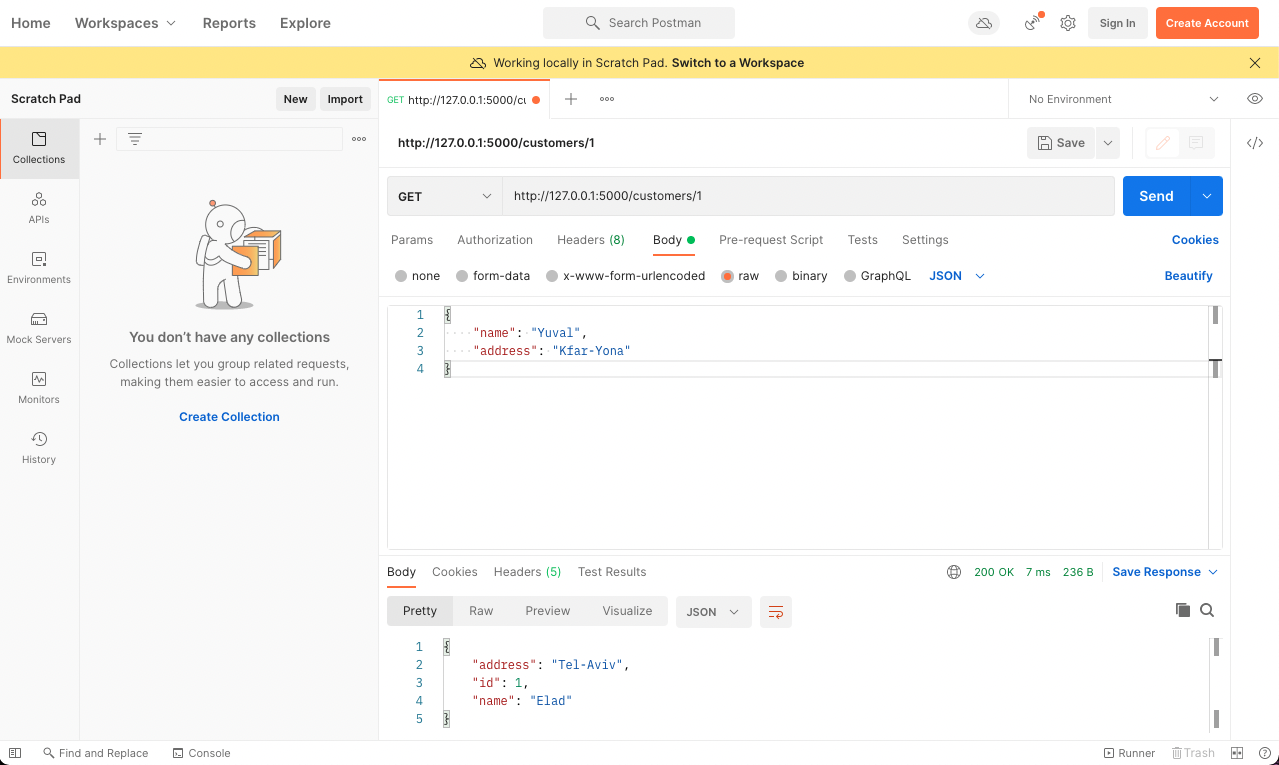 Home Workspaces Reports Explore Search Postman Sign In Create Account
Working locally in Scratch Pad. Switch to a Workspace
Scratch Pad New Import
GET http://127.0.0.1:5000/cu No Environment
Collections
APIs
Environments
Mock Servers
Monitors
History
You don't have any collections
Collections let you group related requests,
making them easier to access and run.
Create Collection
http://127.0.0.1:5000/customers/1 Save
GET http://127.0.0.1:5000/customers/1 Send
Params Authorization Headers (8) Body Pre-request Script Tests Settings Cookies
none form-data x-www-form-urlencoded raw binary GraphQL JSON Beautify
1 {
2 ····"name":·"Yuval",
3 ····"address":·"Kfar-Yona"
4 }
Body Cookies Headers (5) Test Results 200 OK 7 ms 236 B Save Response
Pretty Raw Preview Visualize JSON
1 {
2 "address": "Tel-Aviv",
3 "id": 1,
4 "name": "Elad"
5 }
Find and Replace Console Runner Trash